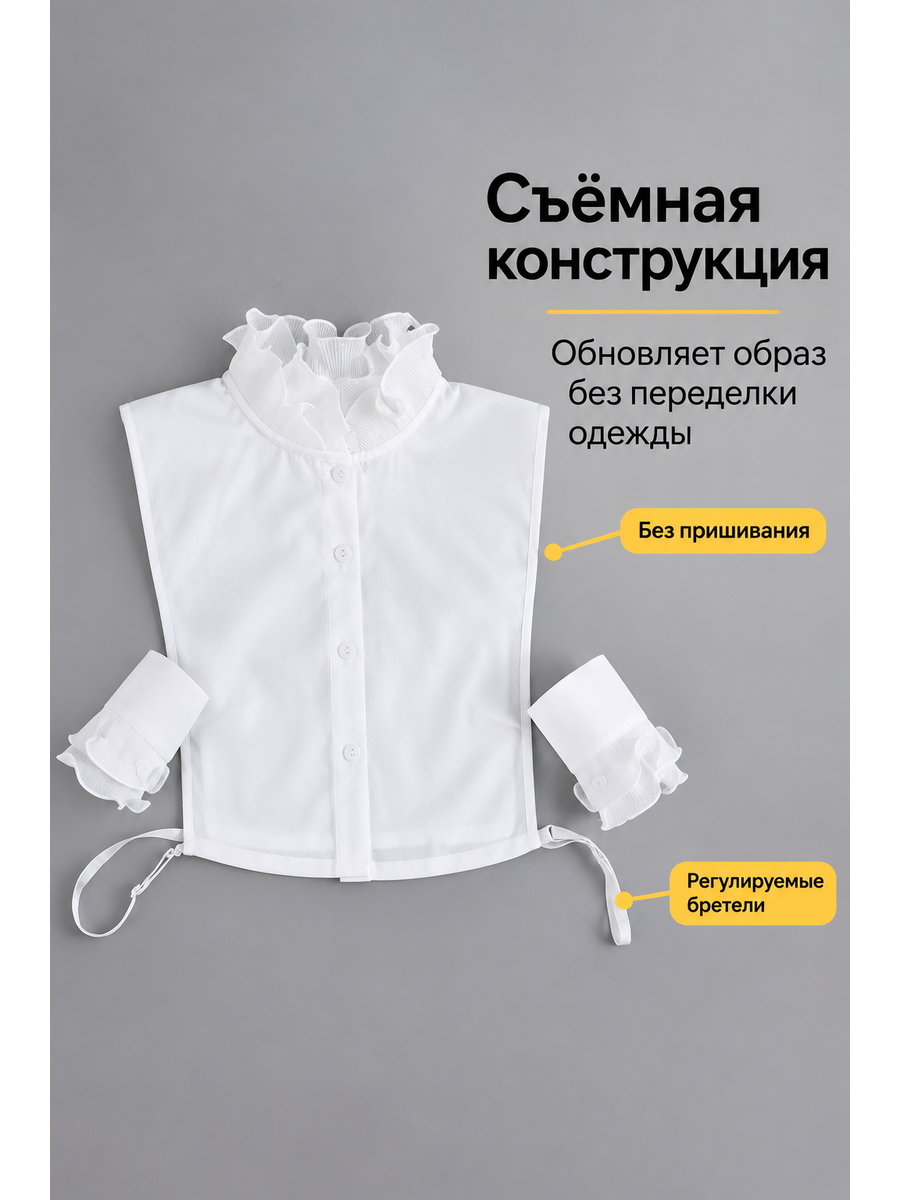 Съёмная
конструкция
Обновляет образ
без переделки
одежды
Без пришивания
Регулируемые
бретели